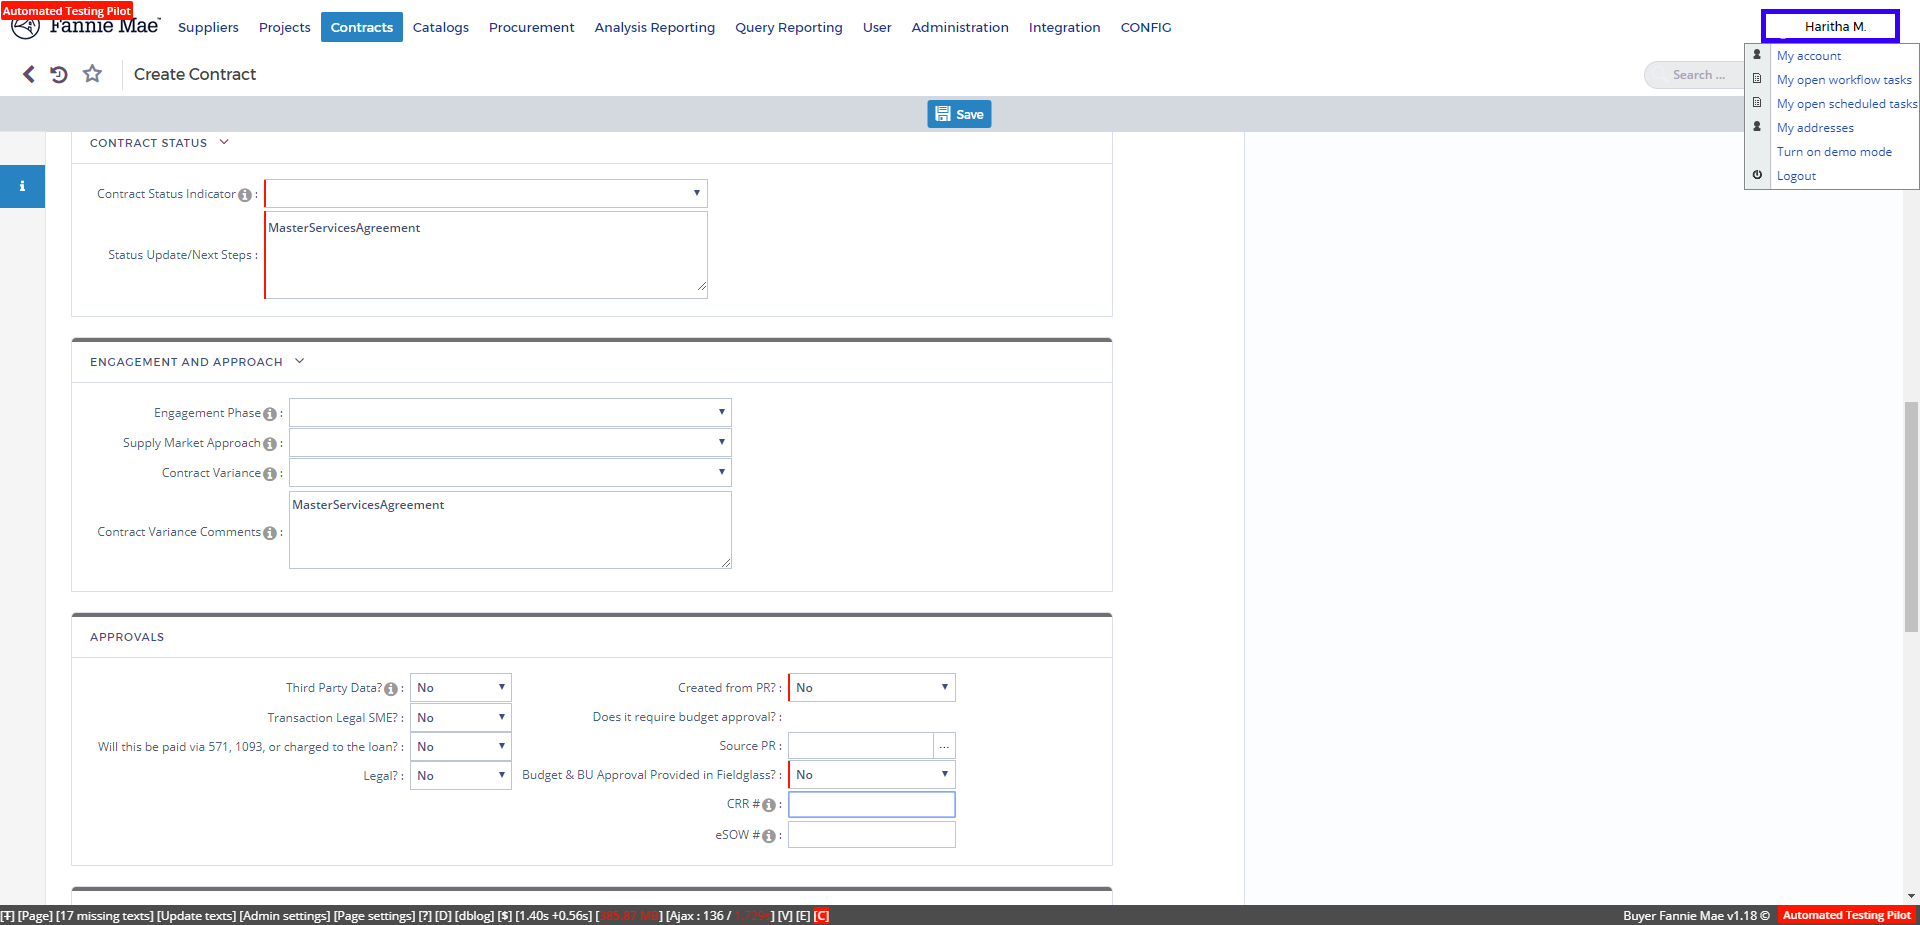 Automated Testing Pilot
Fannie Mae™ Suppliers Projects Contracts Catalogs Procurement Analysis Reporting Query Reporting User Administration Integration CONFIG Haritha M.
Create Contract Search ...
My account
My open workflow tasks
My open scheduled tasks
My addresses
Turn on demo mode
Logout
Save
CONTRACT STATUS
Contract Status Indicator :
Status Update/Next Steps : MasterServicesAgreement
ENGAGEMENT AND APPROACH
Engagement Phase :
Supply Market Approach :
Contract Variance :
Contract Variance Comments : MasterServicesAgreement
APPROVALS
Third Party Data? : No Created from PR? : No
Transaction Legal SME? : No Does it require budget approval? :
Will this be paid via 571, 1093, or charged to the loan? : No Source PR : ...
Legal? : No Budget & BU Approval Provided in Fieldglass? : No
CRR # :
eSOW # :
[T] [Page] [17 missing texts] [Update texts] [Admin settings] [Page settings] [?] [D] [dblog] [$] [1.40s +0.56s] [385.87 MB] [Ajax : 136 / 1.729s] [V] [E] [C] Buyer Fannie Mae v1.18 © Automated Testing Pilot